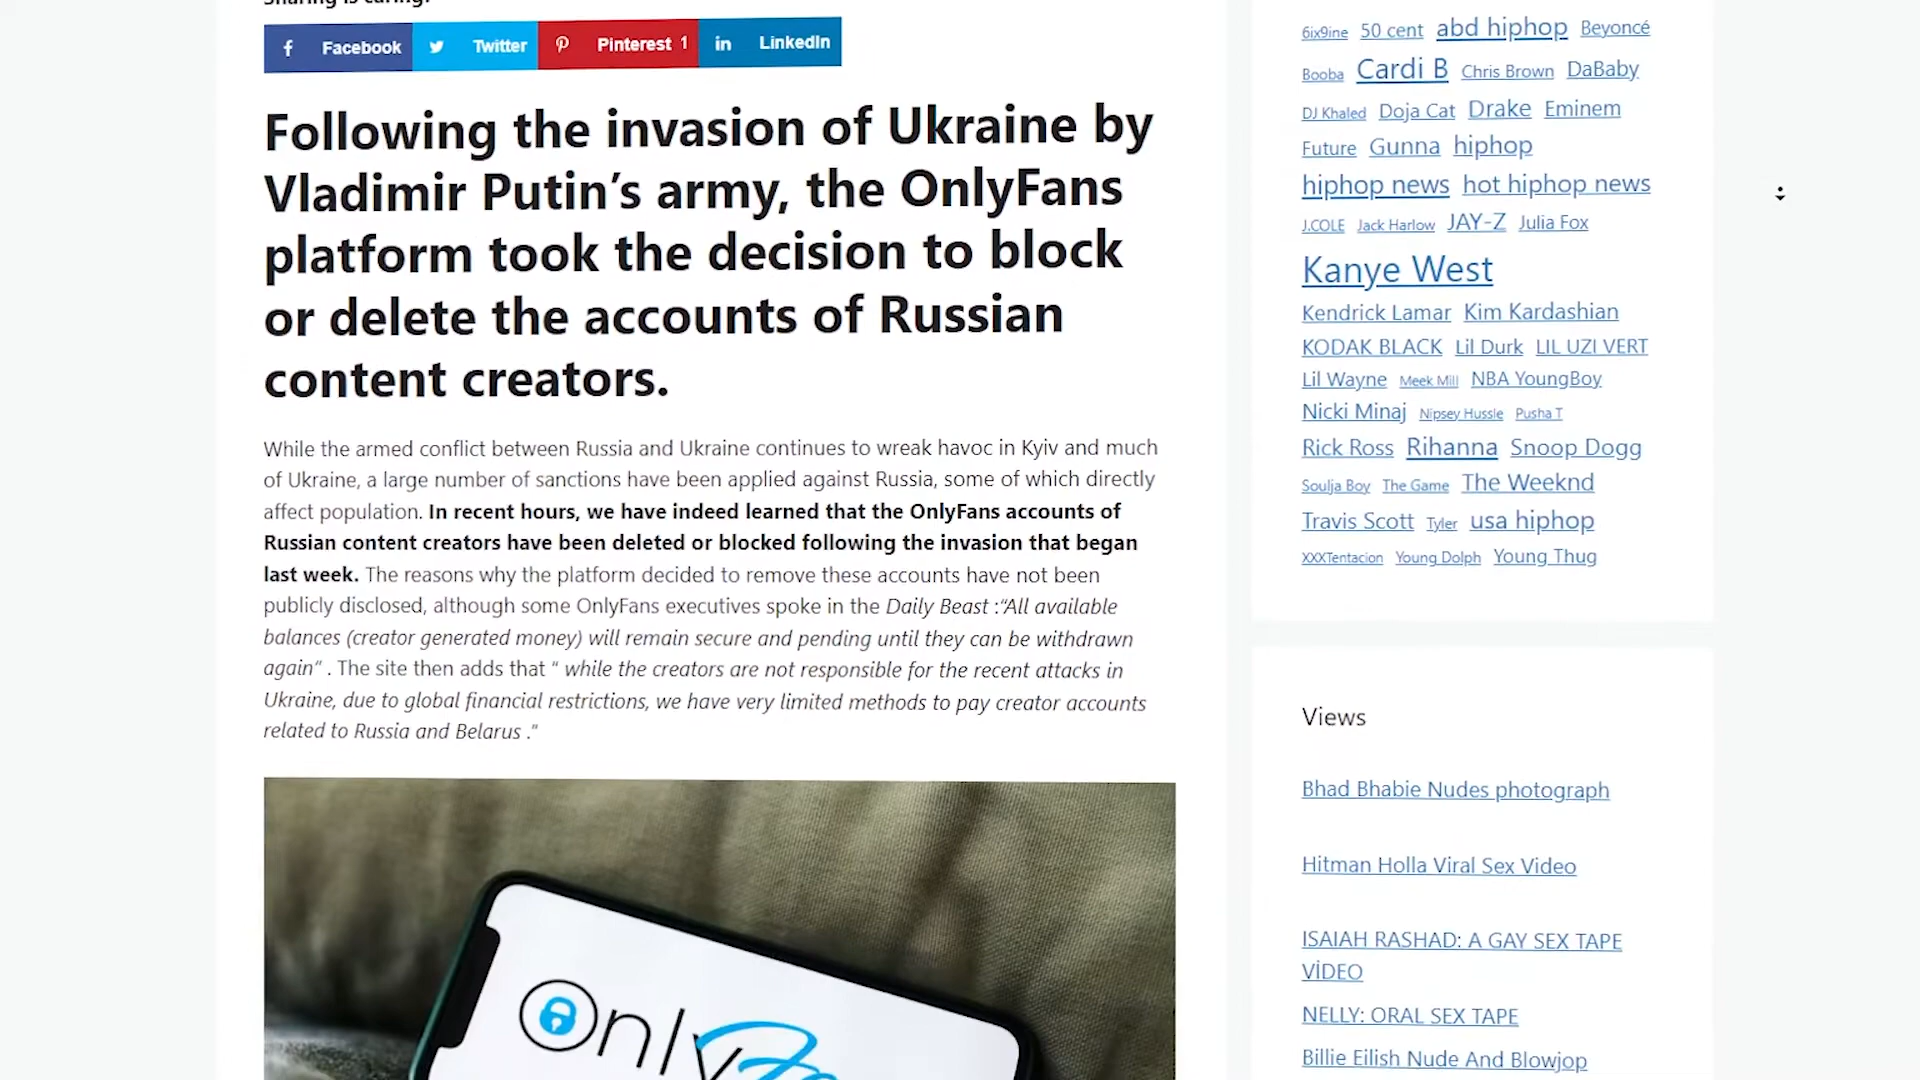 Sharing is caring!
Facebook
Twitter
Pinterest 1
LinkedIn
Following the invasion of Ukraine by
Vladimir Putin’s army, the OnlyFans
platform took the decision to block
or delete the accounts of Russian
content creators.
While the armed conflict between Russia and Ukraine continues to wreak havoc in Kyiv and much
of Ukraine, a large number of sanctions have been applied against Russia, some of which directly
affect population. In recent hours, we have indeed learned that the OnlyFans accounts of
Russian content creators have been deleted or blocked following the invasion that began
last week. The reasons why the platform decided to remove these accounts have not been
publicly disclosed, although some OnlyFans executives spoke in the Daily Beast :“All available
balances (creator generated money) will remain secure and pending until they can be withdrawn
again” . The site then adds that “ while the creators are not responsible for the recent attacks in
Ukraine, due to global financial restrictions, we have very limited methods to pay creator accounts
related to Russia and Belarus .”
6ix9ine 50 cent abd hiphop Beyoncé
Booba Cardi B Chris Brown DaBaby
DJ Khaled Doja Cat Drake Eminem
Future Gunna hiphop
hiphop news hot hiphop news
J.COLE Jack Harlow JAY-Z Julia Fox
Kanye West
Kendrick Lamar Kim Kardashian
KODAK BLACK Lil Durk LIL UZI VERT
Lil Wayne Meek Mill NBA YoungBoy
Nicki Minaj Nipsey Hussle Pusha T
Rick Ross Rihanna Snoop Dogg
Soulja Boy The Game The Weeknd
Travis Scott Tyler usa hiphop
XXXTentacion Young Dolph Young Thug
Views
Bhad Bhabie Nudes photograph
Hitman Holla Viral Sex Video
ISAIAH RASHAD: A GAY SEX TAPE
VİDEO
NELLY: ORAL SEX TAPE
Billie Eilish Nude And Blowjop